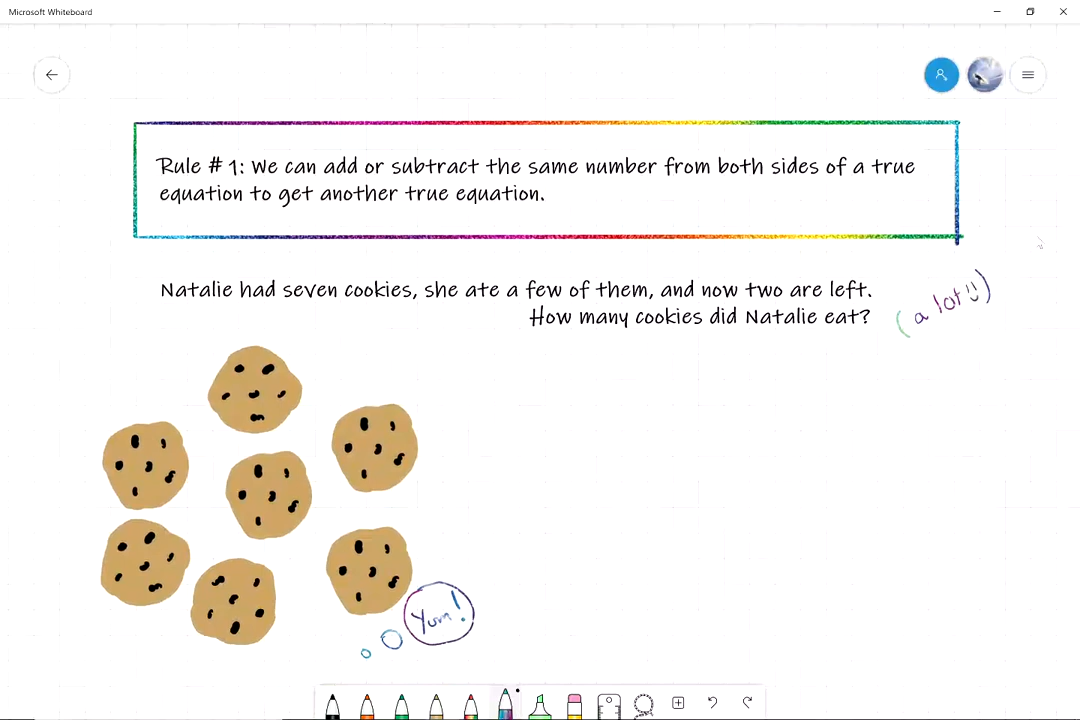 Microsoft Whiteboard
Rule # 1: We can add or subtract the same number from both sides of a true
equation to get another true equation.
Natalie had seven cookies, she ate a few of them, and now two are left.
How many cookies did Natalie eat?
(a lot :))
Yum!